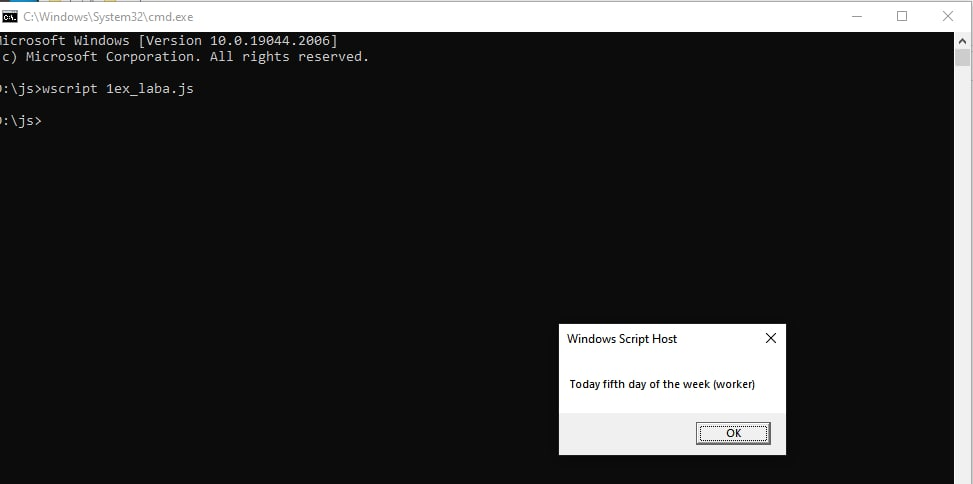 C:\Windows\System32\cmd.exe
Microsoft Windows [Version 10.0.19044.2006]
c) Microsoft Corporation. All rights reserved.
:\js>wscript 1ex_laba.js
:\js>
Windows Script Host
Today fifth day of the week (worker)
OK